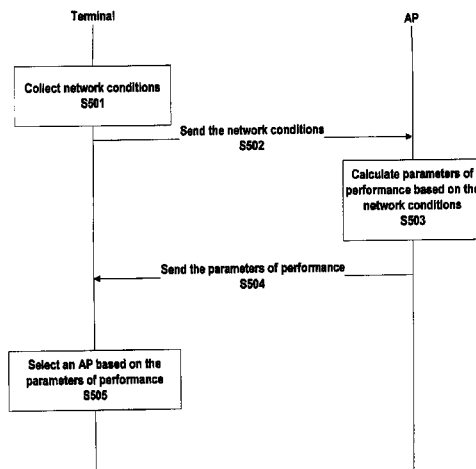 Terminal
AP
Collect network conditions
S501
Send the network conditions
S502
Calculate parameters of
performance based on the
network conditions
S503
Send the parameters of performance
S504
Select an AP based on the
parameters of performance
S505